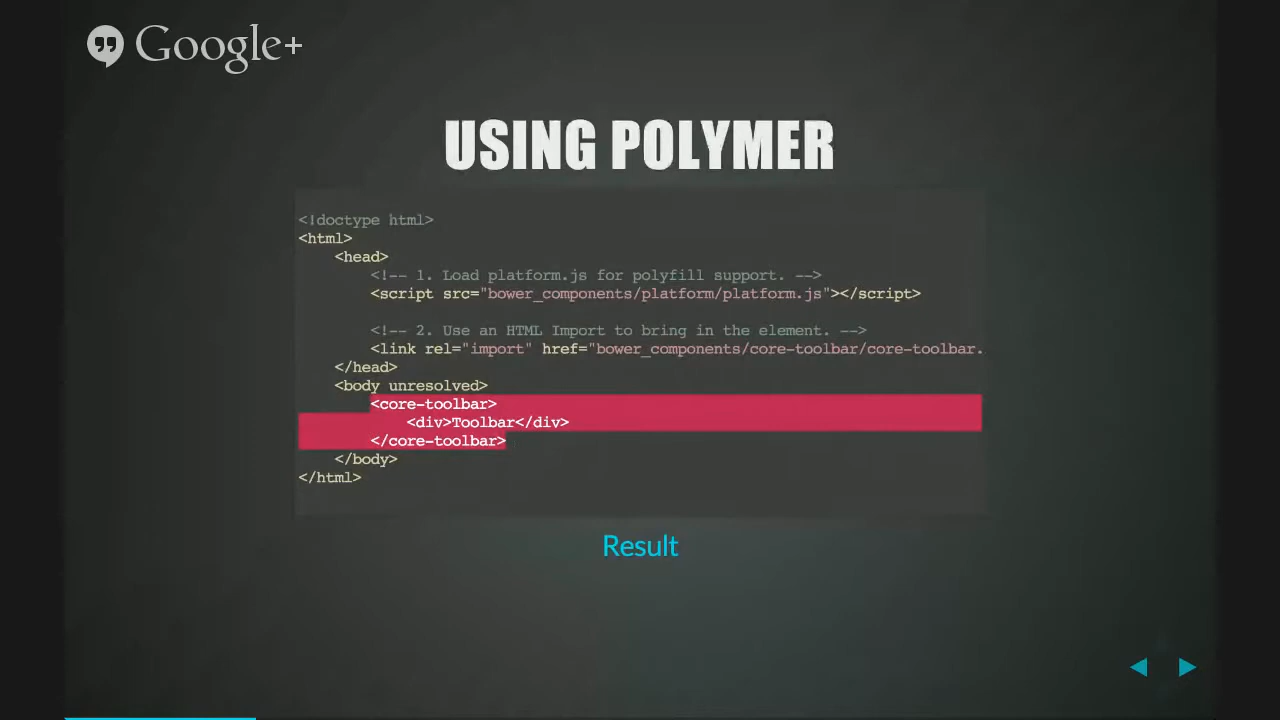 Google+
USING POLYMER
<!doctype html>
<html>
<head>
<!-- 1. Load platform.js for polyfill support. -->
<script src="bower_components/platform/platform.js"></script>
<!-- 2. Use an HTML Import to bring in the element. -->
<link rel="import" href="bower_components/core-toolbar/core-toolbar.
</head>
<body unresolved>
<core-toolbar>
<div>Toolbar</div>
</core-toolbar>
</body>
</html>
Result